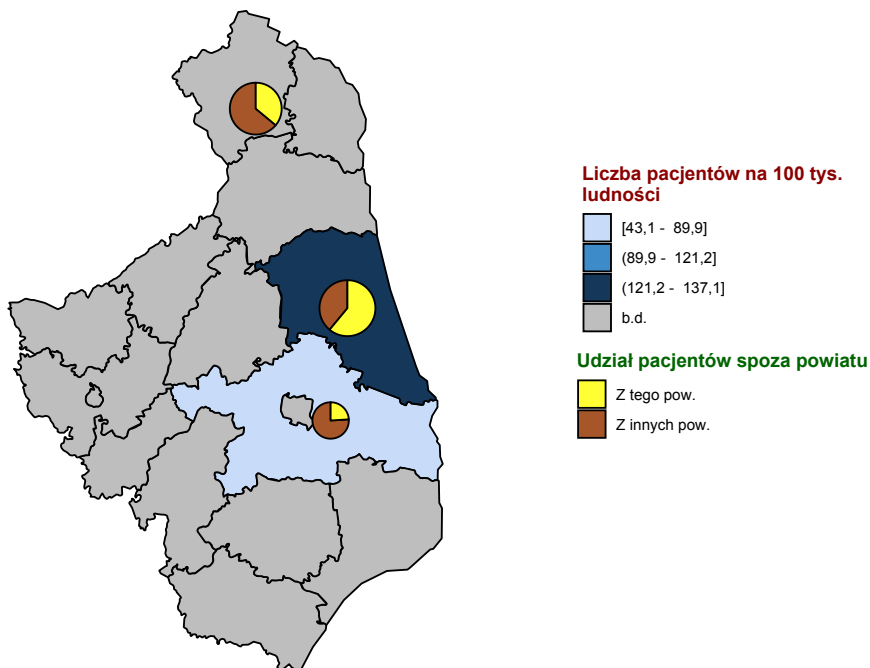 Liczba pacjentów na 100 tys.
ludności
[43,1 - 89,9]
(89,9 - 121,2]
(121,2 - 137,1]
b.d.
Udział pacjentów spoza powiatu
Z tego pow.
Z innych pow.